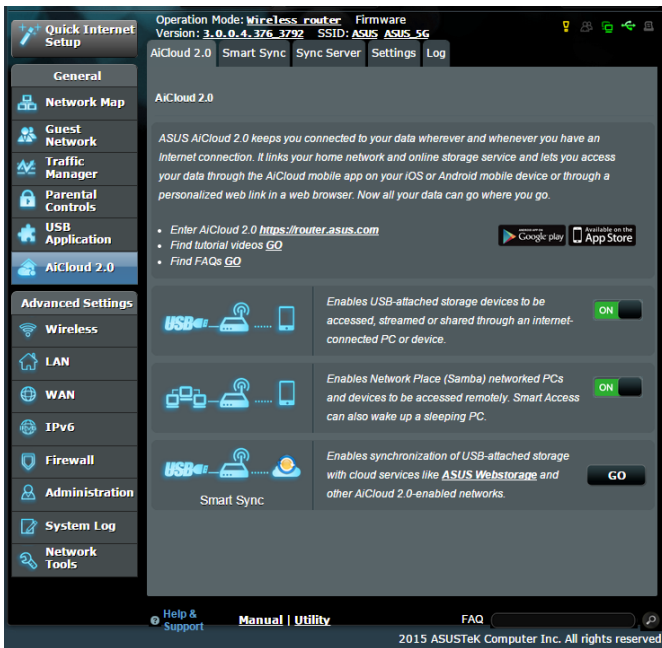 Quick Internet
Setup
Operation Mode: Wireless router Firmware
Version: 3.0.0.4.376_3792 SSID: ASUS ASUS_5G
AiCloud 2.0 Smart Sync Sync Server Settings Log
General
Network Map
Guest
Network
Traffic
Manager
Parental
Controls
USB
Application
AiCloud 2.0
Advanced Settings
Wireless
LAN
WAN
IPv6
Firewall
Administration
System Log
Network
Tools
AiCloud 2.0
ASUS AiCloud 2.0 keeps you connected to your data wherever and whenever you have an
Internet connection. It links your home network and online storage service and lets you access
your data through the AiCloud mobile app on your iOS or Android mobile device or through a
personalized web link in a web browser. Now all your data can go where you go.
• Enter AiCloud 2.0 https://router.asus.com
• Find tutorial videos GO
• Find FAQs GO
Google play
Available on the
App Store
USB
Enables USB-attached storage devices to be
accessed, streamed or shared through an internet-
connected PC or device.
ON
Enables Network Place (Samba) networked PCs
and devices to be accessed remotely. Smart Access
can also wake up a sleeping PC.
ON
USB
Smart Sync
Enables synchronization of USB-attached storage
with cloud services like ASUS Webstorage and
other AiCloud 2.0-enabled networks.
GO
Help &
Support
Manual | Utility
FAQ
2015 ASUSTeK Computer Inc. All rights reserved